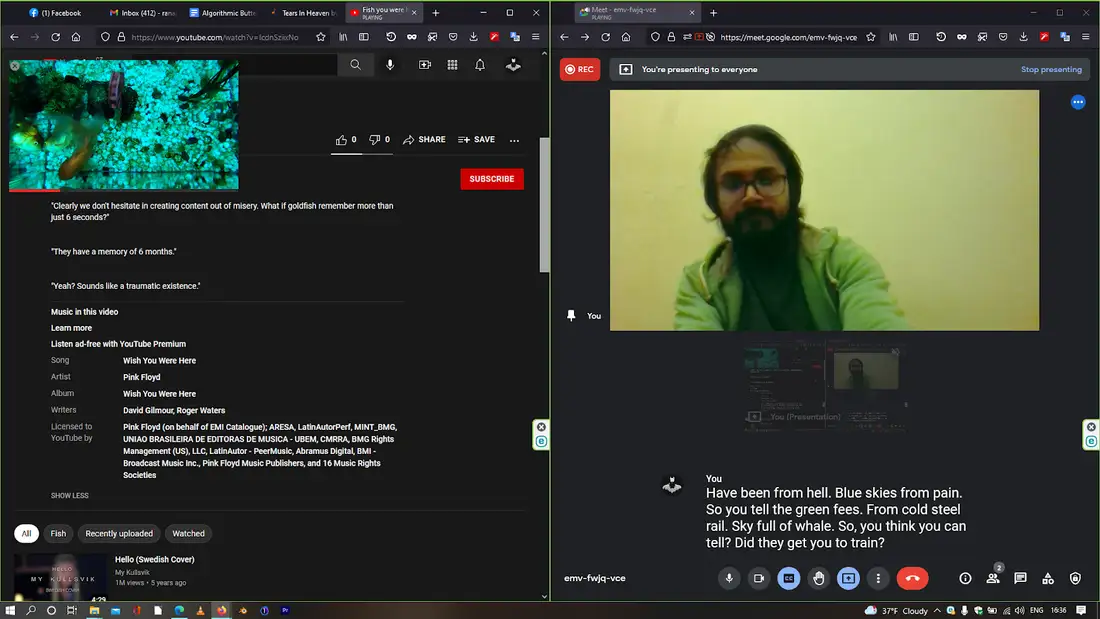 (1) Facebook
Inbox (412) - rana
Algorithmic Butt
Tears In Heaven b
Fish you were
PLAYING
https://www.youtube.com/watch?v=
0
0
SHARE
SAVE
SUBSCRIBE
"Clearly we don't hesitate in creating content out of misery. What if goldfish remember more than
just 6 seconds?"
"They have a memory of 6 months."
"Yeah? Sounds like a traumatic existence."
Music in this video
Learn more
Listen ad-free with YouTube Premium
Song
Wish You Were Here
Artist
Pink Floyd
Album
Wish You Were Here
Writers
David Gilmour, Roger Waters
Licensed to
YouTube by
Pink Floyd (on behalf of EMI Catalogue); ARESA, LatinAutorPerf, MINT_BMG,
UNIAO BRASILEIRA DE EDITORAS DE MUSICA - UBEM, CMRRA, BMG Rights
Management (US), LLC, LatinAutor - PeerMusic, Abramus Digital, BMI -
Broadcast Music Inc., Pink Floyd Music Publishers, and 16 Music Rights
Societies
SHOW LESS
All
Fish
Recently uploaded
Watched
HELLO
MY KULLSVIK
SWEDISH COVER
4:29
Hello (Swedish Cover)
My Kullsvik
1M views • 5 years ago
Meet - emv-fwjq-vce
PLAYING
https://meet.google.com/emv-fwjq-vce
REC
You're presenting to everyone
Stop presenting
You
You (Presentation)
You
Have been from hell. Blue skies from pain.
So you tell the green fees. From cold steel
rail. Sky full of whale. So, you think you can
tell? Did they get you to train?
emv-fwjq-vce
2
37°F Cloudy
ENG
16:36